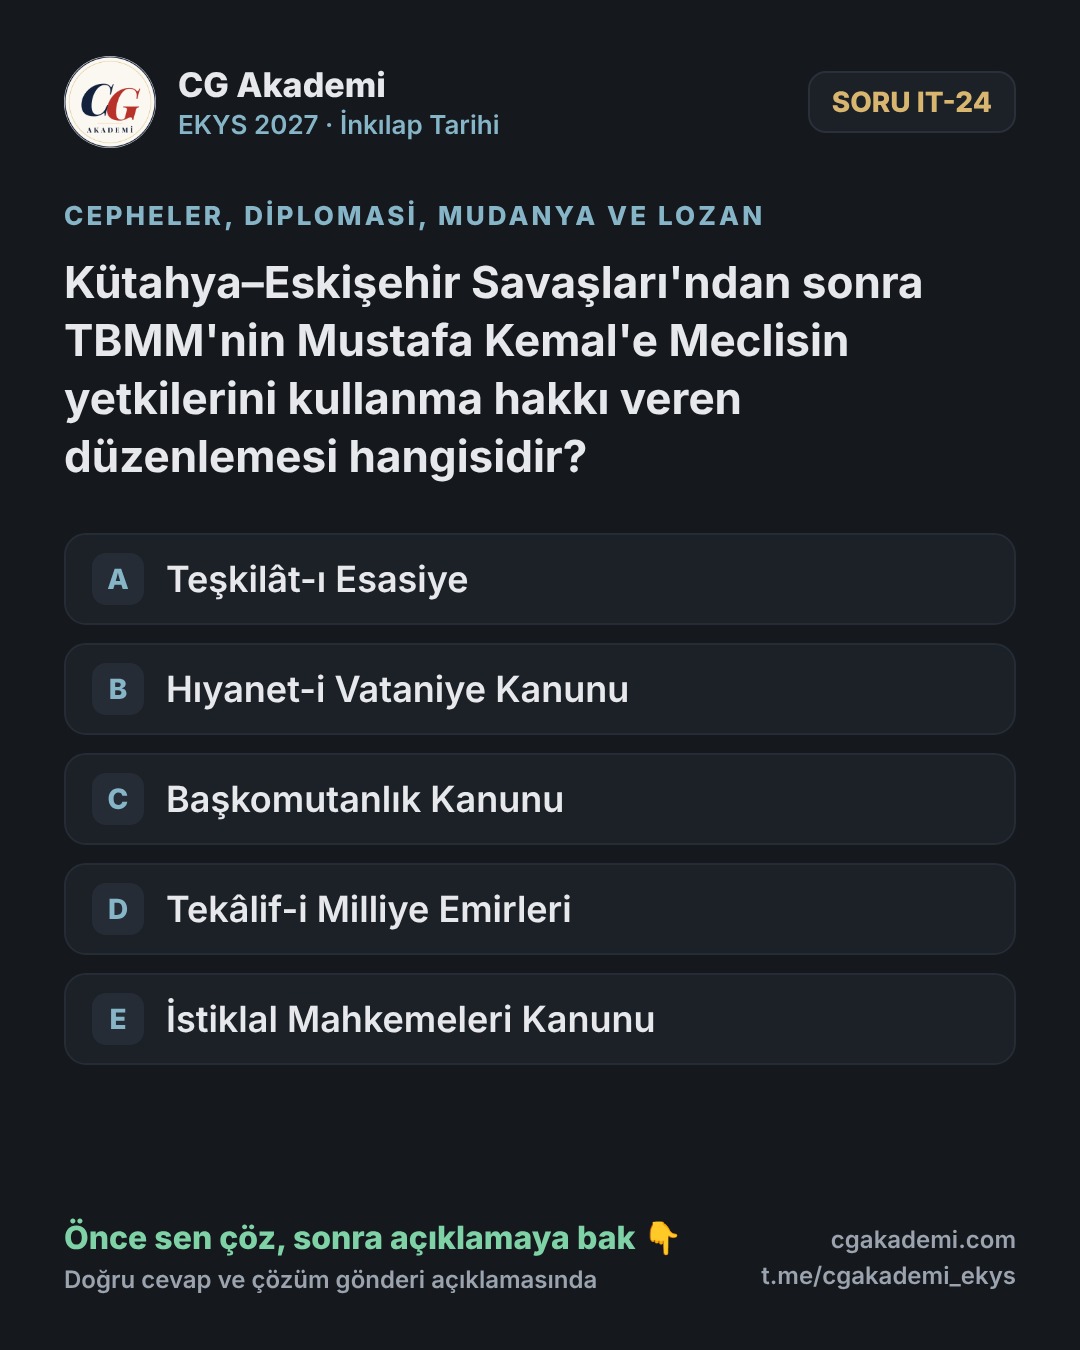 CG
AKADEMİ
CG Akademi
EKYS 2027 · İnkılap Tarihi
SORU IT-24
CEPHELER, DİPLOMASİ, MUDANYA VE LOZAN
Kütahya–Eskişehir Savaşları'ndan sonra
TBMM'nin Mustafa Kemal'e Meclisin
yetkilerini kullanma hakkı veren
düzenlemesi hangisidir?
A Teşkilât-ı Esasiye
B Hıyanet-i Vataniye Kanunu
C Başkomutanlık Kanunu
D Tekâlif-i Milliye Emirleri
E İstiklal Mahkemeleri Kanunu
Önce sen çöz, sonra açıklamaya bak 👇
Doğru cevap ve çözüm gönderi açıklamasında
cgakademi.com
t.me/cgakademi_ekys